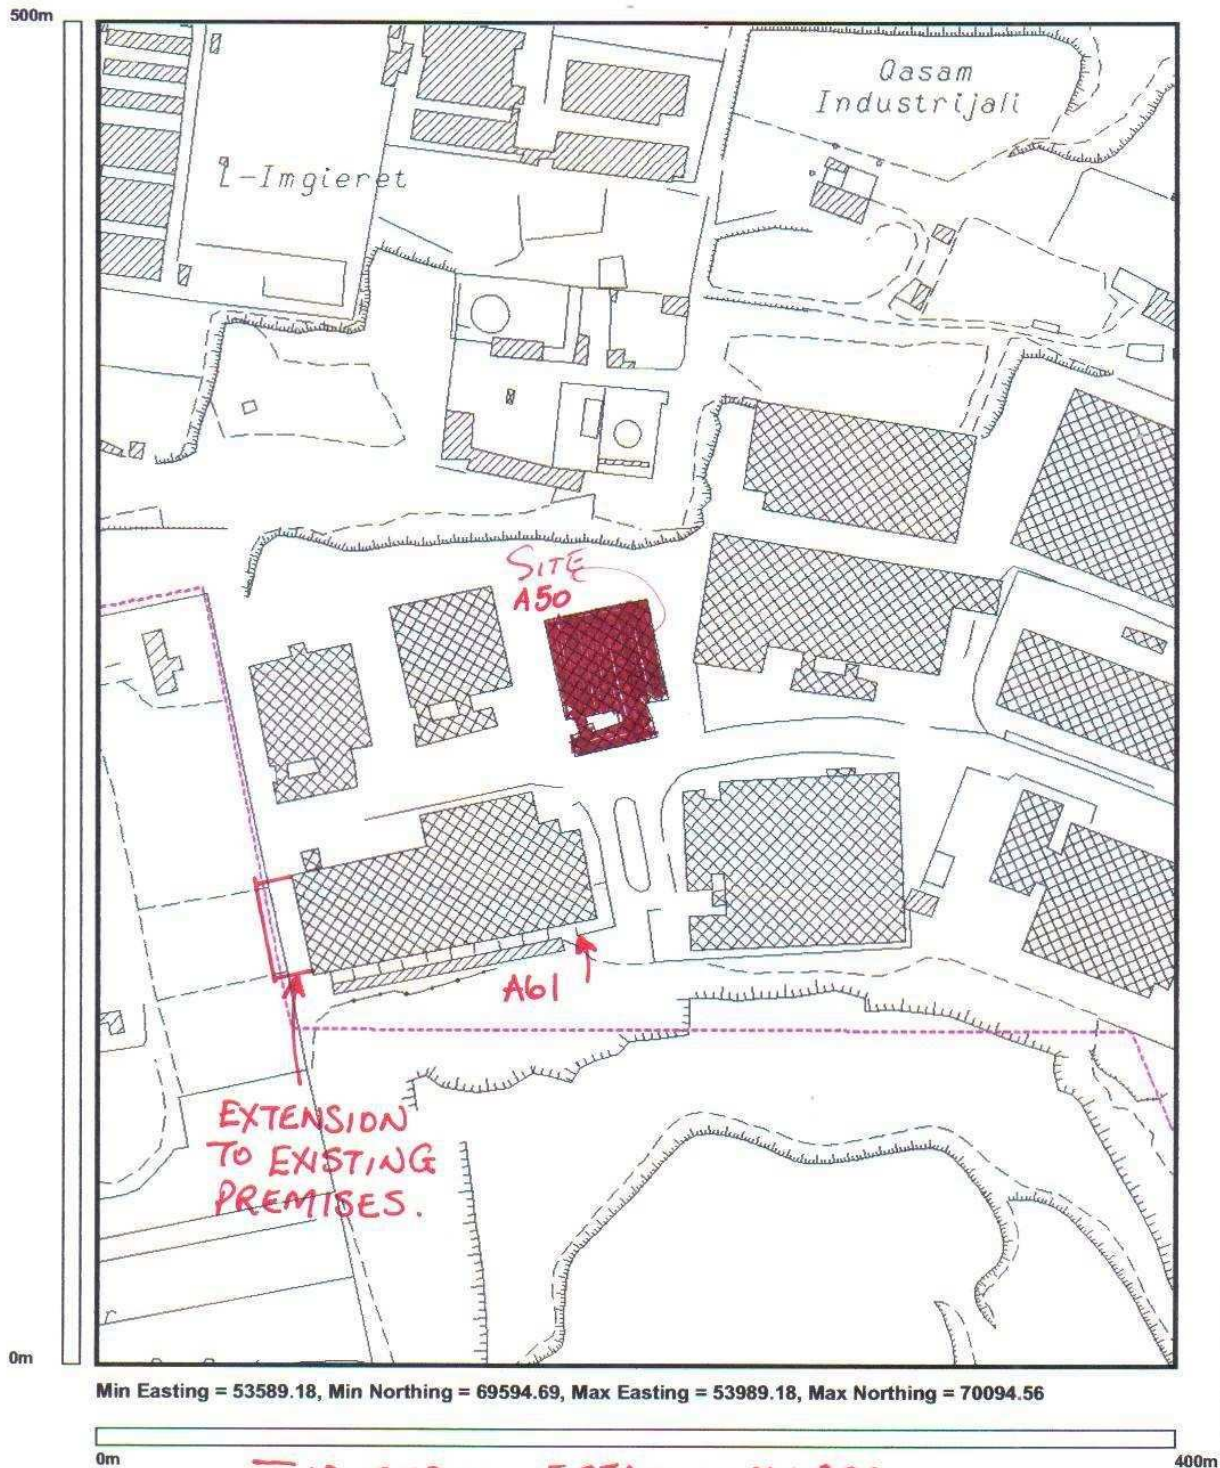 500m
Qasam
Industrijali
L-Imgieret
SITE
A50
A61
EXTENSION
TO EXISTING
PREMISES.
0m
Min Easting = 53589.18, Min Northing = 69594.69, Max Easting = 53989.18, Max Northing = 70094.56
0m
400m